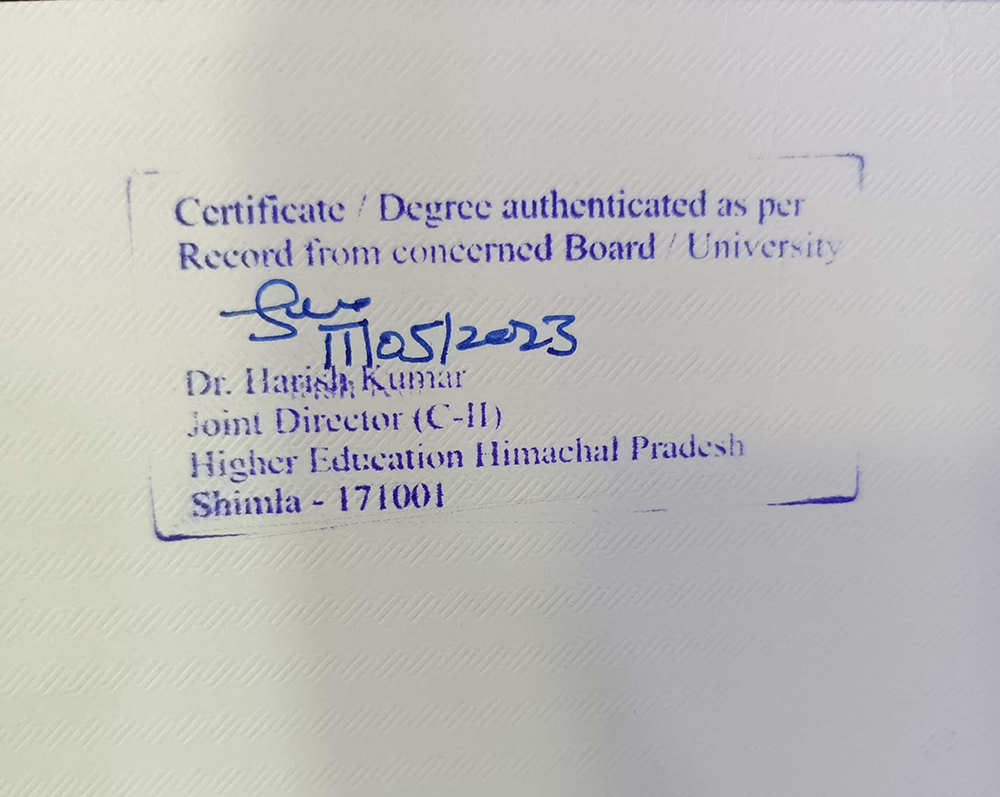 Certificate / Degree authenticated as per
Record from concerned Board / University
11/05/2023
Dr. Harish Kumar
Joint Director (C-II)
Higher Education Himachal Pradesh
Shimla - 171001